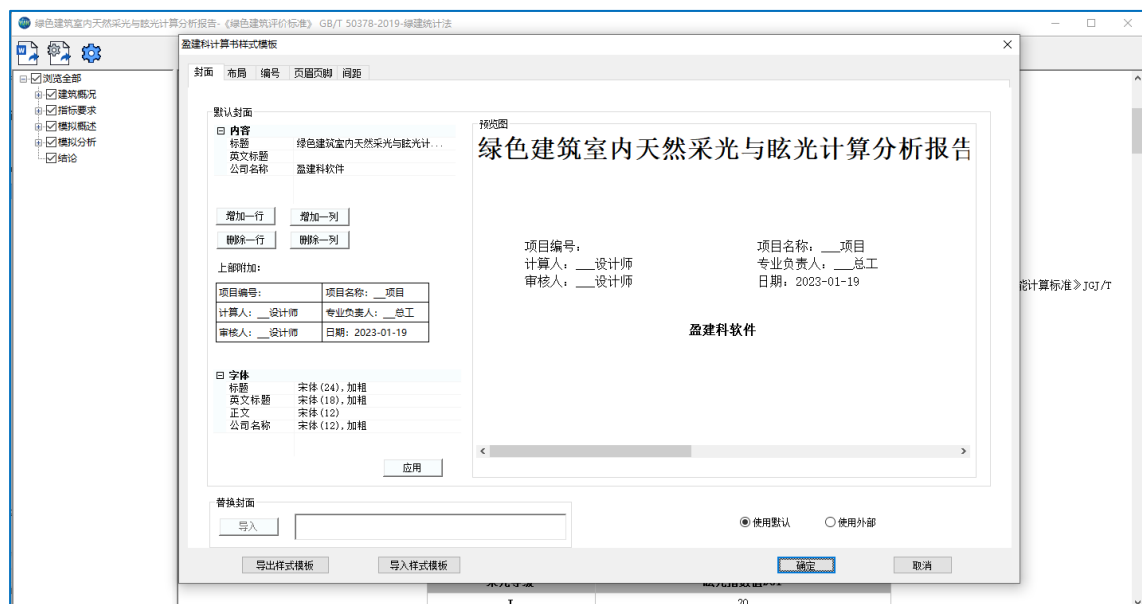 绿色建筑室内天然采光与眩光计算分析报告-《绿色建筑评价标准》 GB/T 50378-2019-绿建统计法
盈建科计算书样式模板
浏览全部
建筑概况
指标要求
模拟概述
模拟分析
结论
封面 布局 编号 页眉页脚 间距
默认封面
内容
标题 绿色建筑室内天然采光与眩光计...
英文标题
公司名称 盈建科软件
增加一行 增加一列
删除一行 删除一列
上部附加:
项目编号: 项目名称: __项目
计算人: __设计师 专业负责人: __总工
审核人: __设计师 日期: 2023-01-19
字体
标题 宋体(24),加粗
英文标题 宋体(18),加粗
正文 宋体(12)
公司名称 宋体(12),加粗
应用
预览图
绿色建筑室内天然采光与眩光计算分析报告
项目编号: 项目名称: __项目
计算人: __设计师 专业负责人: __总工
审核人: __设计师 日期: 2023-01-19
盈建科软件
替换封面
导入
使用默认 使用外部
导出样式模板 导入样式模板 确定 取消
能计算标准》JGJ/T
I 20